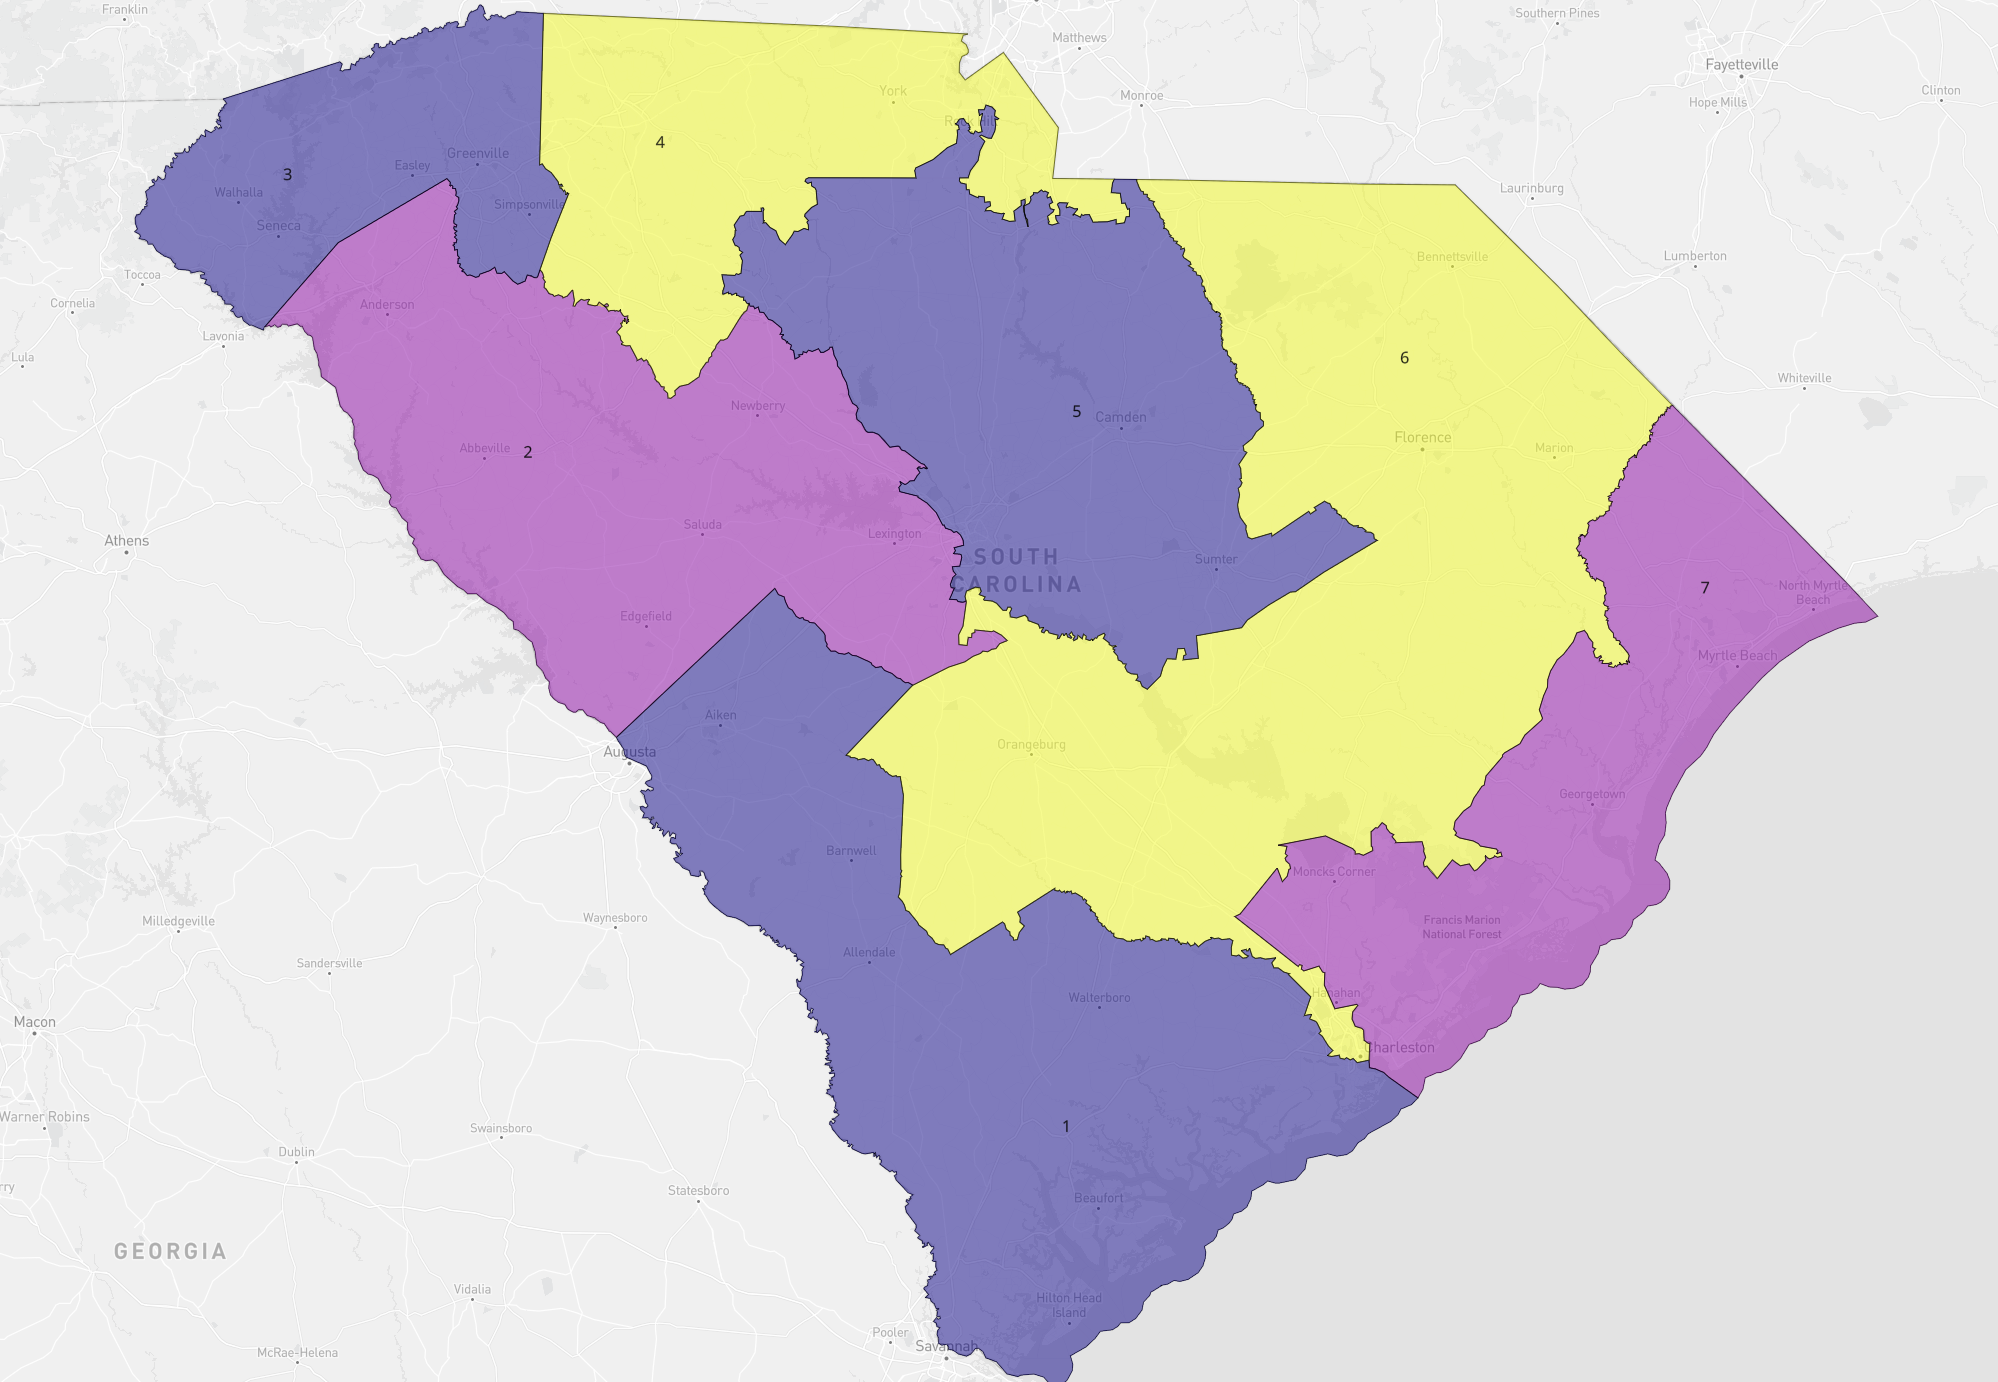 Franklin
Southern Pines
Matthews
Fayetteville
Monroe
York
Clinton
Hope Mills
Rock Hill
4
Greenville
Easley
3
Walhalla
Simpsonville
Laurinburg
Seneca
Bennettsville
Lumberton
Toccoa
Cornelia
Anderson
Lavonia
Lula
6
Whiteville
Newberry
5
Camden
Florence
Abbeville
2
Marion
Saluda
Lexington
Athens
SOUTH
CAROLINA
Sumter
7
North Myrtle
Beach
Edgefield
Myrtle Beach
Aiken
Augusta
Orangeburg
Georgetown
Barnwell
Moncks Corner
Milledgeville
Waynesboro
Francis Marion
National Forest
Allendale
Sandersville
Hanahan
Walterboro
Macon
Charleston
Warner Robins
1
Swainsboro
Dublin
rry
Statesboro
Beaufort
GEORGIA
Vidalia
Hilton Head
Island
Pooler
Savannah
McRae-Helena